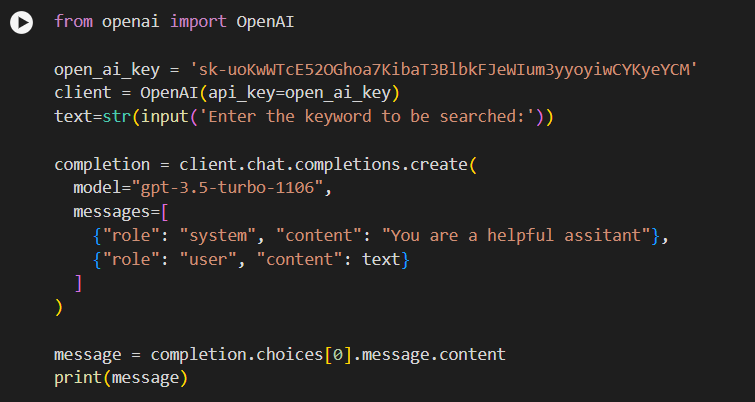 from openai import OpenAI
open_ai_key = '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'
client = OpenAI(api_key=open_ai_key)
text=str(input('Enter the keyword to be searched:'))
completion = client.chat.completions.create(
  model="gpt-3.5-turbo-1106",
  messages=[
    {"role": "system", "content": "You are a helpful assitant"},
    {"role": "user", "content": text}
  ]
)
message = completion.choices[0].message.content
print(message)